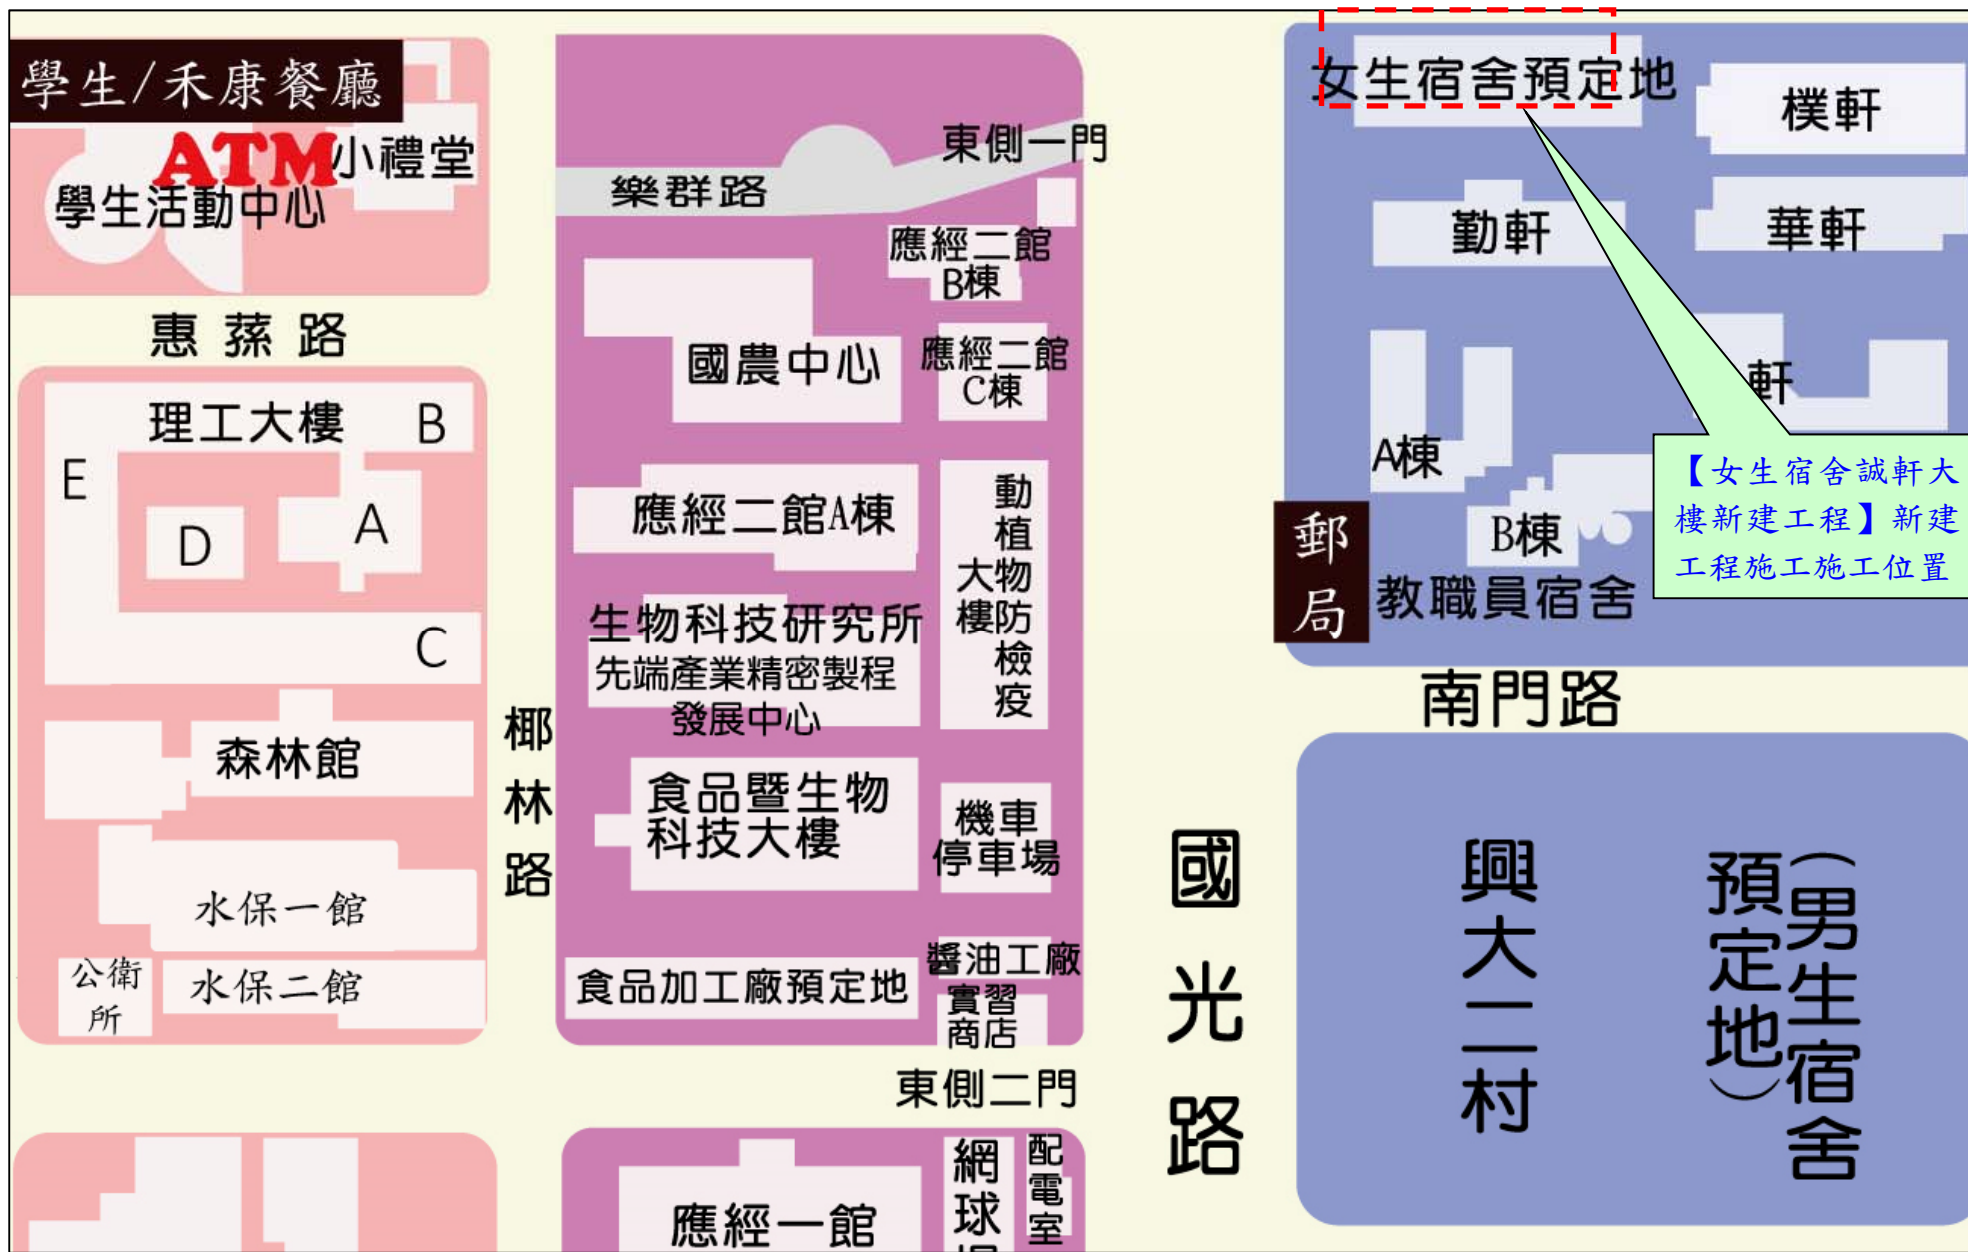 學生/禾康餐廳
ATM
小禮堂
學生活動中心
惠蓀路
理工大樓
B
E
D
A
C
森林館
水保一館
公衛
所
水保二館
椰林路
東側一門
樂群路
應經二館
B棟
國農中心
應經二館
C棟
應經二館A棟
動植物防檢疫
大樓
生物科技研究所
先端產業精密製程
發展中心
食品暨生物
科技大樓
機車
停車場
食品加工廠預定地
醬油工廠
實習
商店
東側二門
應經一館
網球
配電室
國光路
女生宿舍預定地
樸軒
勤軒
華軒
軒
A棟
B棟
郵局
教職員宿舍
【女生宿舍誠軒大
樓新建工程】新建
工程施工施工位置
南門路
興大二村
(男生宿舍
預定地)